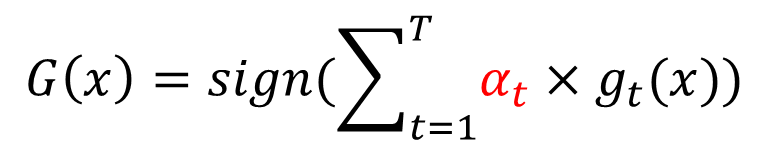 G(x) = sign(∑_{t=1}^{T} α_t × g_t(x))